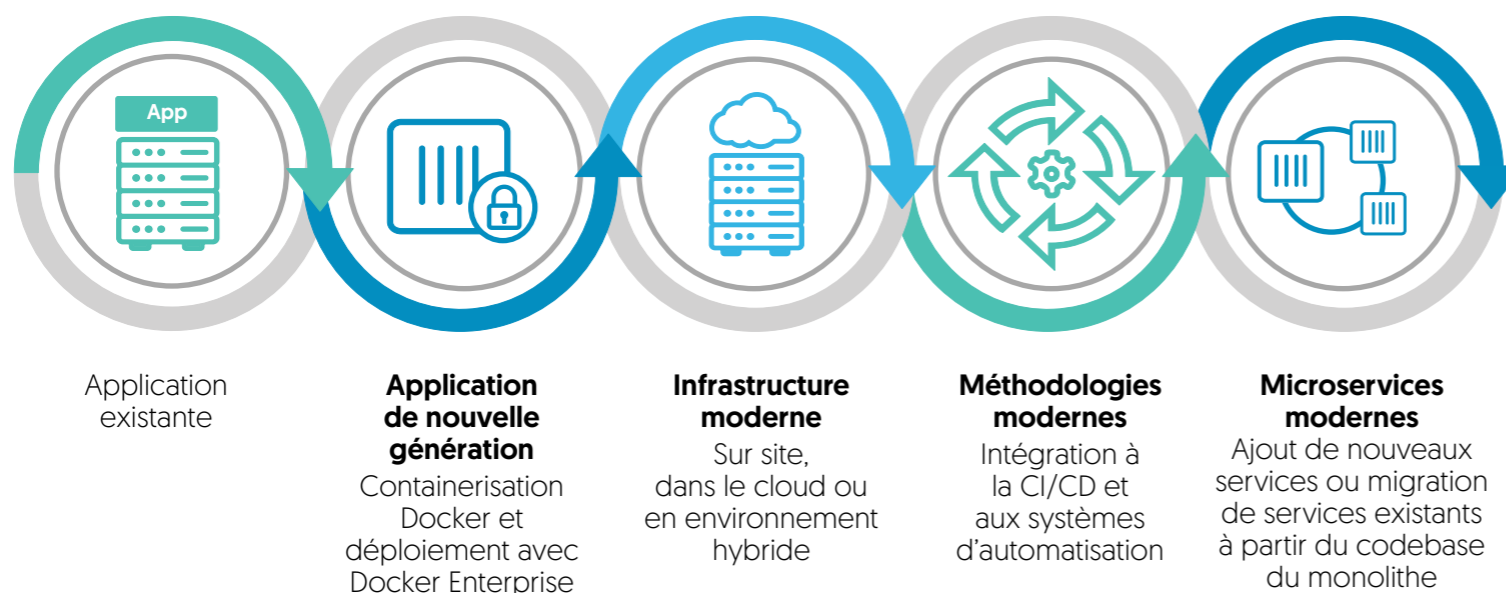 App
Application
existante
Application
de nouvelle
génération
Containerisation
Docker et
déploiement avec
Docker Enterprise
Infrastructure
moderne
Sur site,
dans le cloud ou
en environnement
hybride
Méthodologies
modernes
Intégration à
la CI/CD et
aux systèmes
d’automatisation
Microservices
modernes
Ajout de nouveaux
services ou migration
de services existants
à partir du codebase
du monolithe